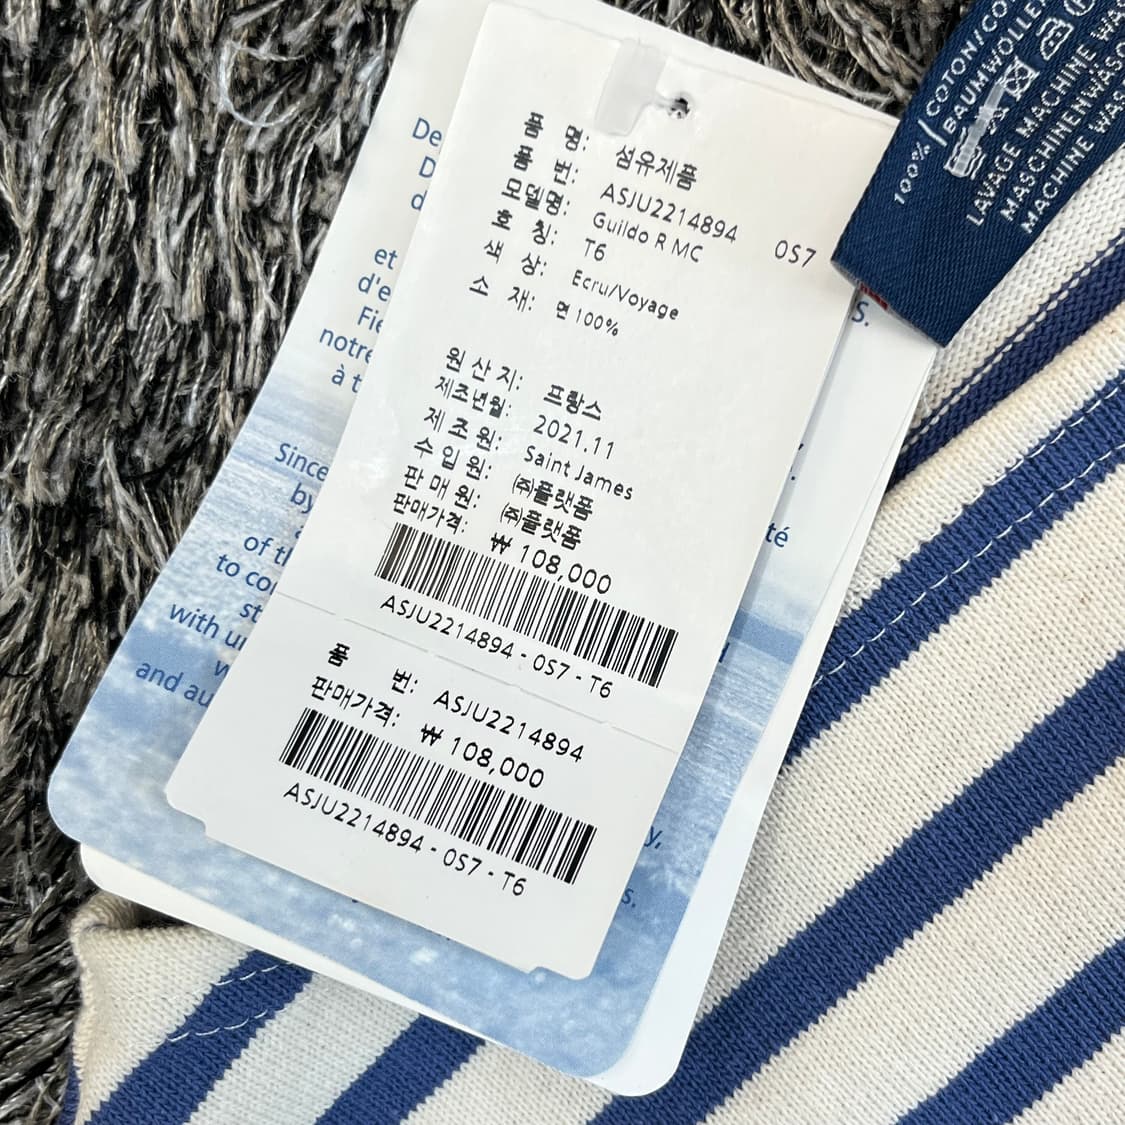 품 명: 섬유제품
품 번: ASJU2214894 0S7
모델명: Guildo R MC
호 칭: T6
색 상: Ecru/Voyage
소 재: 면 100%
원 산 지: 프랑스
제조년월: 2021.11
제 조 원: Saint James
수 입 원: ㈜플랫폼
판 매 원: ㈜플랫폼
판매가격: ₩ 108,000
ASJU2214894 - 0S7 - T6
품 번: ASJU2214894
판매가격: ₩ 108,000
ASJU2214894 - 0S7 - T6
100% / COTON/CO
BAUMWOLLE
LAVAGE MACHINE
MASCHINENWÄSC
MACHINE WAS
De
D
d
et
d'e
Fie
notre
à t
Since
by
of th
to co
st
with u
w
and au
S.
té
y,
s.